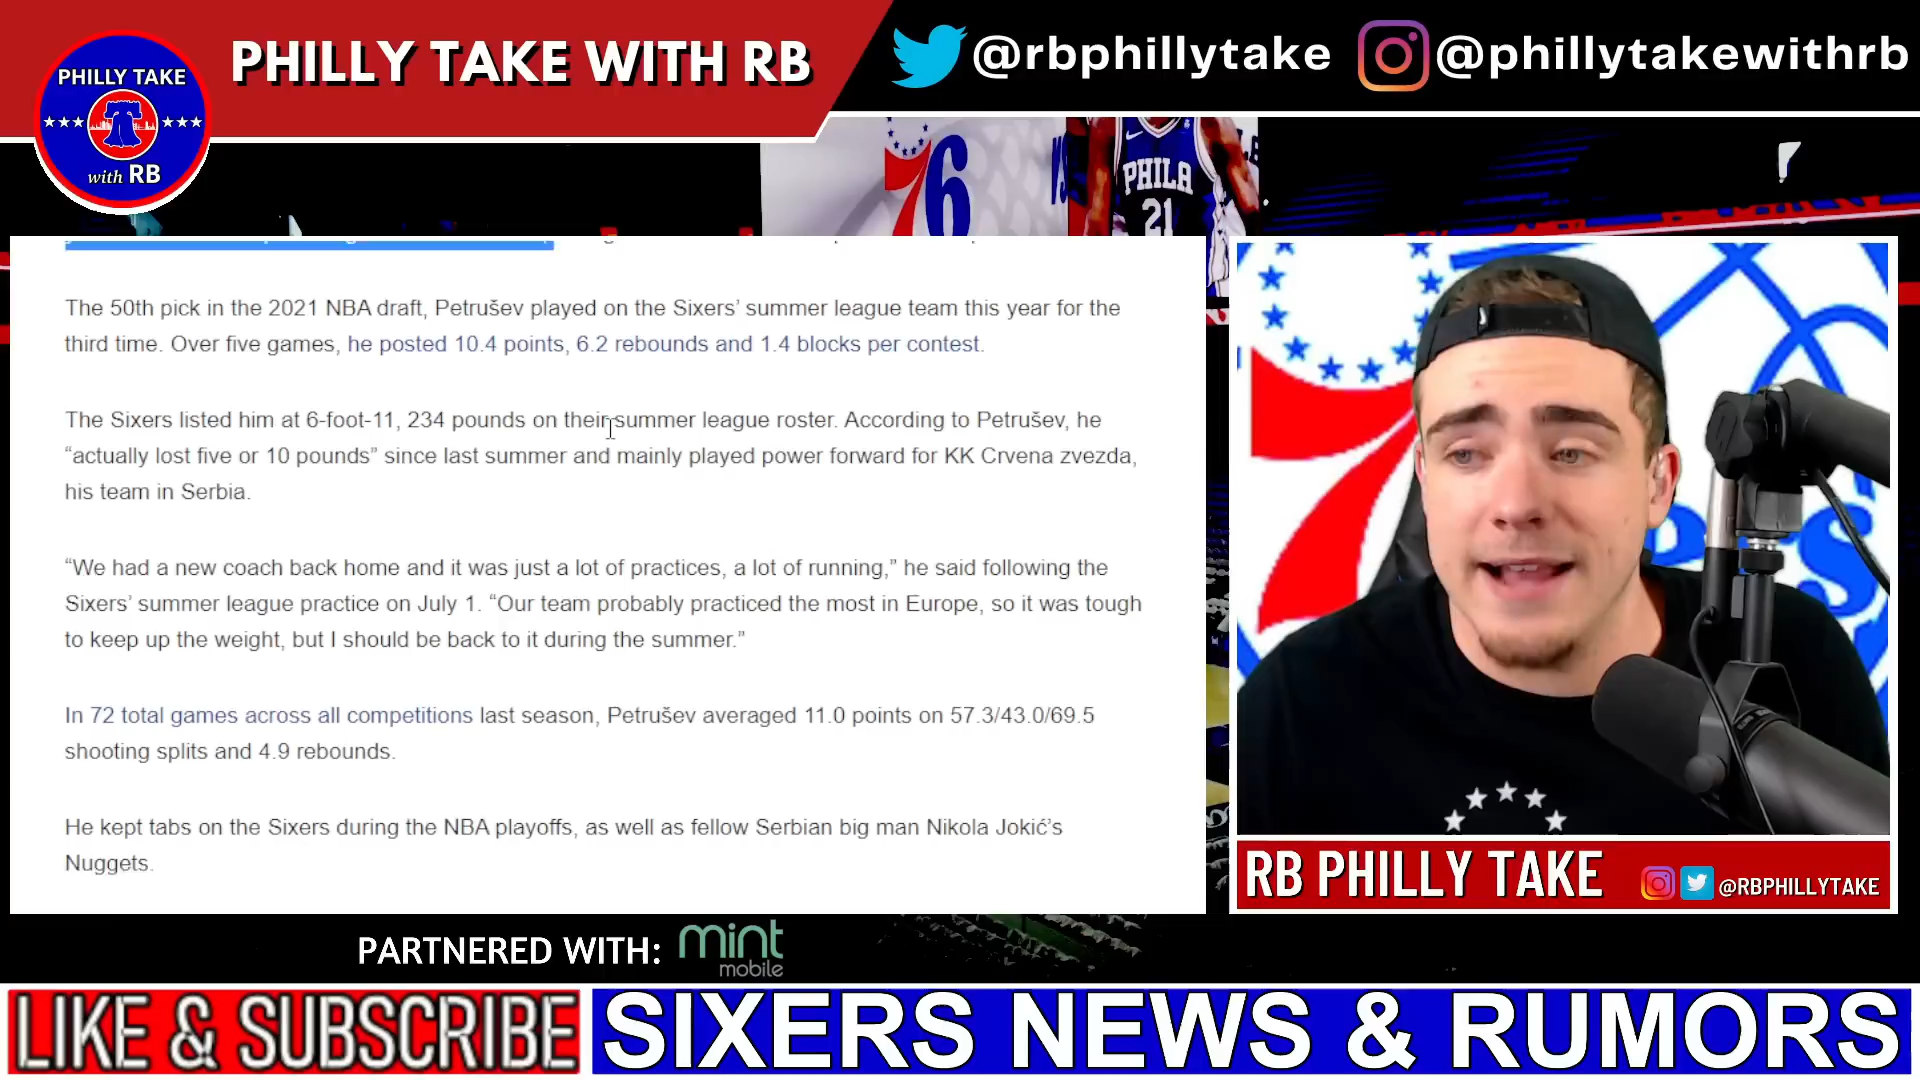 PHILLY TAKE WITH RB
@rbphillytake
@phillytakewithrb
PHILLY TAKE
with RB
76
PHILA
21
The 50th pick in the 2021 NBA draft, Petrušev played on the Sixers’ summer league team this year for the
third time. Over five games, he posted 10.4 points, 6.2 rebounds and 1.4 blocks per contest.
The Sixers listed him at 6-foot-11, 234 pounds on their summer league roster. According to Petrušev, he
“actually lost five or 10 pounds” since last summer and mainly played power forward for KK Crvena zvezda,
his team in Serbia.
“We had a new coach back home and it was just a lot of practices, a lot of running,” he said following the
Sixers’ summer league practice on July 1. “Our team probably practiced the most in Europe, so it was tough
to keep up the weight, but I should be back to it during the summer.”
In 72 total games across all competitions last season, Petrušev averaged 11.0 points on 57.3/43.0/69.5
shooting splits and 4.9 rebounds.
He kept tabs on the Sixers during the NBA playoffs, as well as fellow Serbian big man Nikola Jokić’s
Nuggets.
RB PHILLY TAKE
@RBPHILLYTAKE
PARTNERED WITH:
mint
mobile
LIKE & SUBSCRIBE
SIXERS NEWS & RUMORS